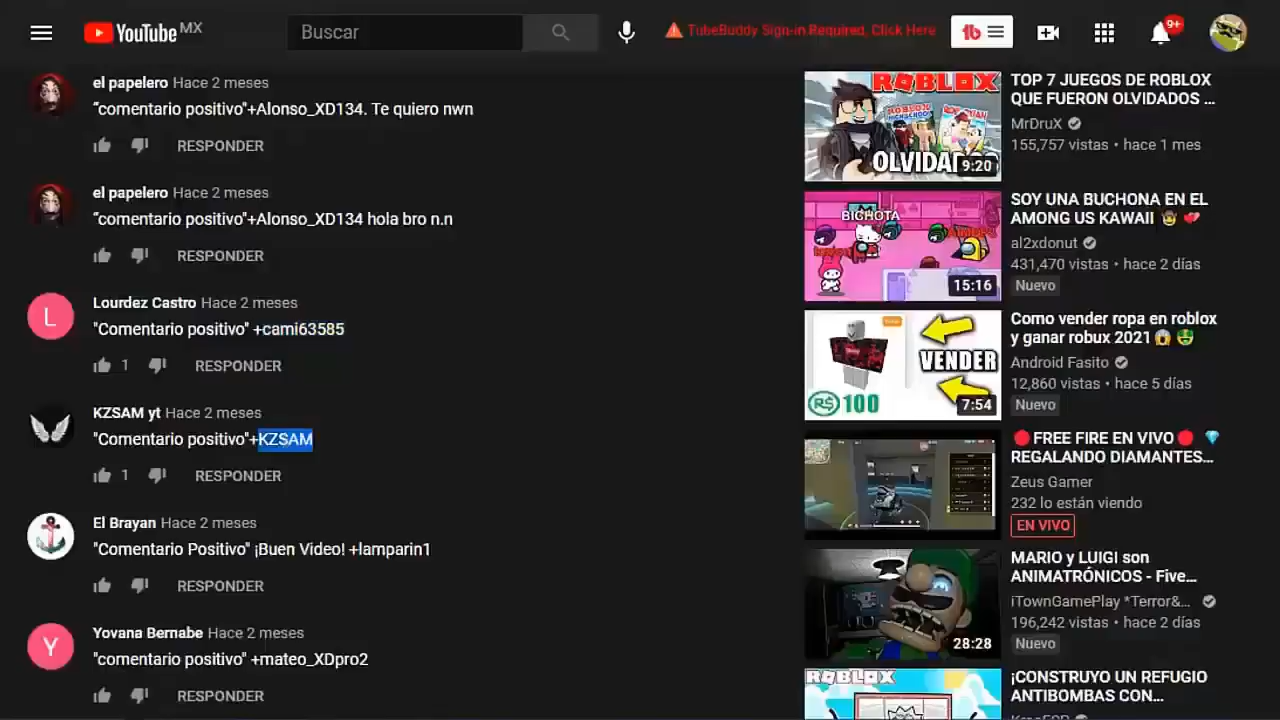 YouTube MX
Buscar
TubeBuddy Sign-in Required, Click Here
tb
9+
el papelero Hace 2 meses
"comentario positivo"+Alonso_XD134. Te quiero nwn
RESPONDER
el papelero Hace 2 meses
"comentario positivo"+Alonso_XD134 hola bro n.n
RESPONDER
L
Lourdez Castro Hace 2 meses
"Comentario positivo" +cami63585
1 RESPONDER
KZSAM yt Hace 2 meses
"Comentario positivo"+KZSAM
1 RESPONDER
El Brayan Hace 2 meses
"Comentario Positivo" ¡Buen Video! +lamparin1
RESPONDER
Y
Yovana Bernabe Hace 2 meses
"comentario positivo" +mateo_XDpro2
RESPONDER
ROBLOX
9:20
TOP 7 JUEGOS DE ROBLOX
QUE FUERON OLVIDADOS ...
MrDruX
155,757 vistas • hace 1 mes
BICHOTA
15:16
SOY UNA BUCHONA EN EL
AMONG US KAWAII 🤠 💔
al2xdonut
431,470 vistas • hace 2 días
Nuevo
VENDER
R$ 100
7:54
Como vender ropa en roblox
y ganar robux 2021 😱 🤑
Android Fasito
12,860 vistas • hace 5 días
Nuevo
🔴FREE FIRE EN VIVO🔴 💎
REGALANDO DIAMANTES...
Zeus Gamer
232 lo están viendo
EN VIVO
28:28
MARIO y LUIGI son
ANIMATRÓNICOS - Five...
iTownGamePlay *Terror&...
196,242 vistas • hace 2 días
Nuevo
ROBLOX
¡CONSTRUYO UN REFUGIO
ANTIBOMBAS CON...